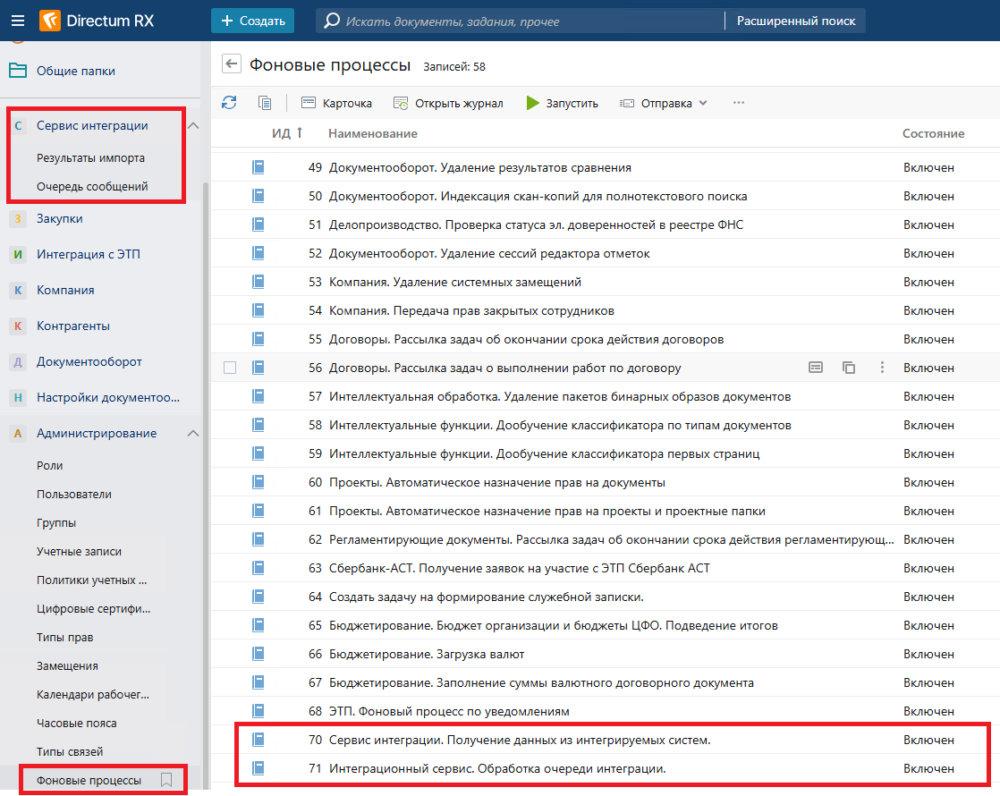 Directum RX
Создать
Искать документы, задания, прочее
Расширенный поиск
Общие папки
С Сервис интеграции
Результаты импорта
Очередь сообщений
З Закупки
И Интеграция с ЭТП
К Компания
К Контрагенты
Д Документооборот
Н Настройки документоо...
А Администрирование
Роли
Пользователи
Группы
Учетные записи
Политики учетных ...
Цифровые сертифи...
Типы прав
Замещения
Календари рабочег...
Часовые пояса
Типы связей
Фоновые процессы
Фоновые процессы Записей: 58
Карточка Открыть журнал Запустить Отправка ...
ИД Наименование Состояние
49 Документооборот. Удаление результатов сравнения Включен
50 Документооборот. Индексация скан-копий для полнотекстового поиска Включен
51 Делопроизводство. Проверка статуса эл. доверенностей в реестре ФНС Включен
52 Документооборот. Удаление сессий редактора отметок Включен
53 Компания. Удаление системных замещений Включен
54 Компания. Передача прав закрытых сотрудников Включен
55 Договоры. Рассылка задач об окончании срока действия договоров Включен
56 Договоры. Рассылка задач о выполнении работ по договору Включен
57 Интеллектуальная обработка. Удаление пакетов бинарных образов документов Включен
58 Интеллектуальные функции. Дообучение классификатора по типам документов Включен
59 Интеллектуальные функции. Дообучение классификатора первых страниц Включен
60 Проекты. Автоматическое назначение прав на документы Включен
61 Проекты. Автоматическое назначение прав на проекты и проектные папки Включен
62 Регламентирующие документы. Рассылка задач об окончании срока действия регламентирующ... Включен
63 Сбербанк-АСТ. Получение заявок на участие с ЭТП Сбербанк АСТ Включен
64 Создать задачу на формирование служебной записки. Включен
65 Бюджетирование. Бюджет организации и бюджеты ЦФО. Подведение итогов Включен
66 Бюджетирование. Загрузка валют Включен
67 Бюджетирование. Заполнение суммы валютного договорного документа Включен
68 ЭТП. Фоновый процесс по уведомлениям Включен
70 Сервис интеграции. Получение данных из интегрируемых систем. Включен
71 Интеграционный сервис. Обработка очереди интеграции. Включен